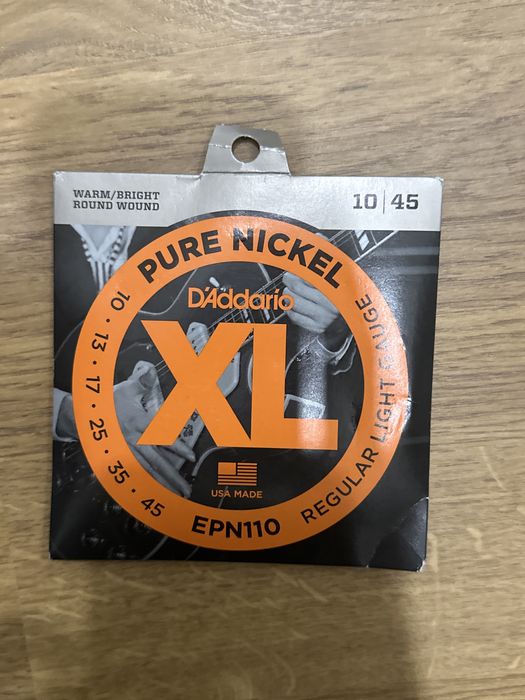 WARM/BRIGHT
ROUND WOUND
10 | 45
PURE NICKEL
D'Addario
XL
10 · 13 · 17 · 25 · 35 · 45
REGULAR LIGHT GAUGE
USA MADE
EPN110